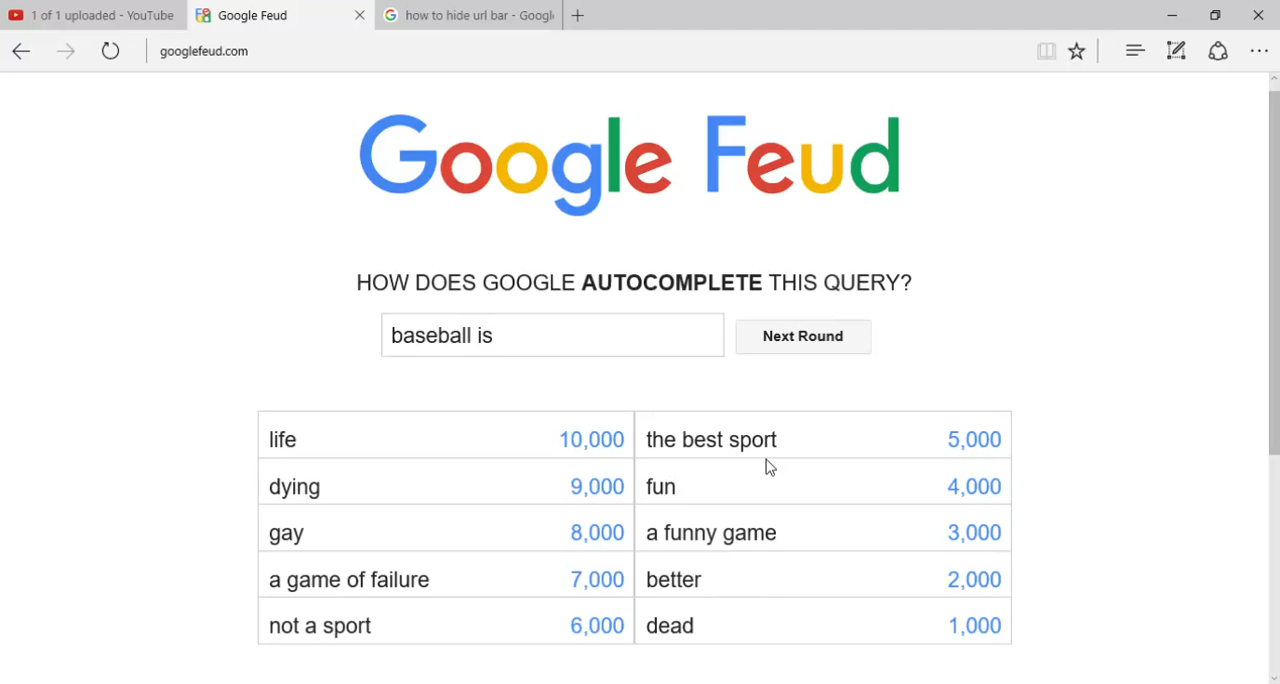 1 of 1 uploaded - YouTube
Google Feud
how to hide url bar - Googl
googlefeud.com
Google Feud
HOW DOES GOOGLE AUTOCOMPLETE THIS QUERY?
baseball is
Next Round
life 10,000 the best sport 5,000
dying 9,000 fun 4,000
gay 8,000 a funny game 3,000
a game of failure 7,000 better 2,000
not a sport 6,000 dead 1,000